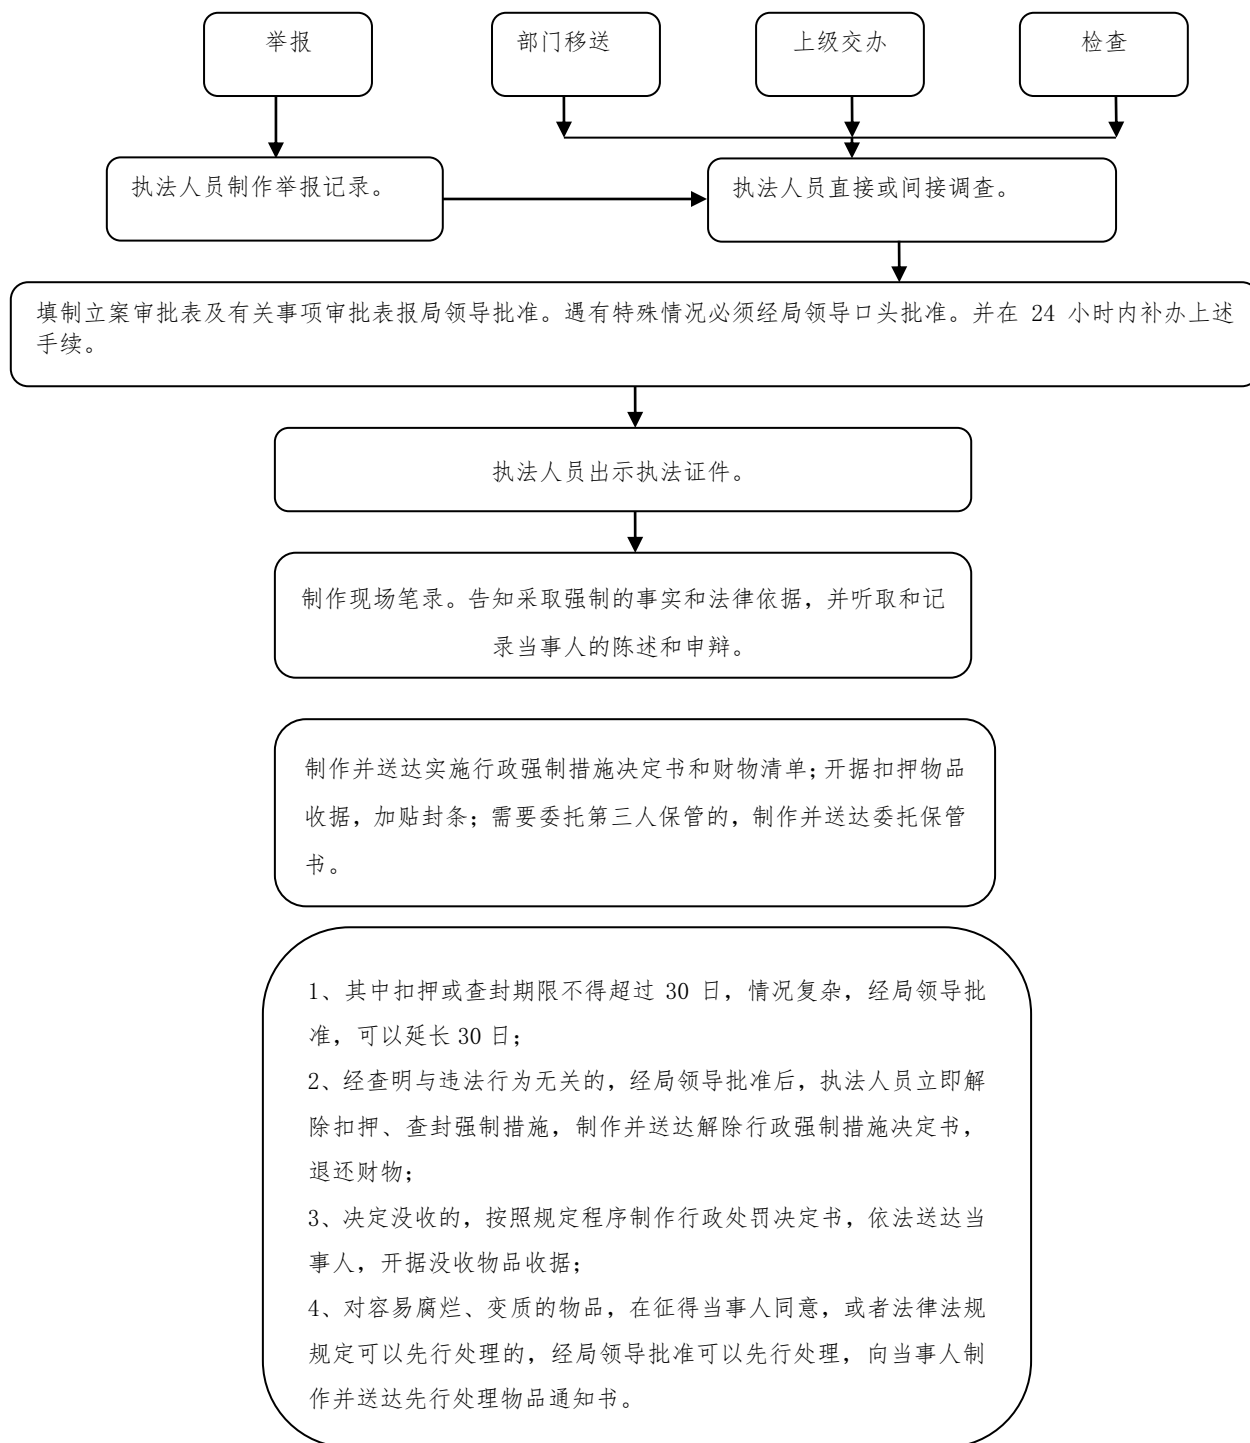 举报
部门移送
上级交办
检查
执法人员制作举报记录。
执法人员直接或间接调查。
填制立案审批表及有关事项审批表报局领导批准。遇有特殊情况必须经局领导口头批准。并在 24 小时内补办上述
手续。
执法人员出示执法证件。
制作现场笔录。告知采取强制的事实和法律依据，并听取和记
录当事人的陈述和申辩。
制作并送达实施行政强制措施决定书和财物清单；开据扣押物品
收据，加贴封条；需要委托第三人保管的，制作并送达委托保管
书。
1、其中扣押或查封期限不得超过 30 日，情况复杂，经局领导批
准，可以延长 30 日；
2、经查明与违法行为无关的，经局领导批准后，执法人员立即解
除扣押、查封强制措施，制作并送达解除行政强制措施决定书，
退还财物；
3、决定没收的，按照规定程序制作行政处罚决定书，依法送达当
事人，开据没收物品收据；
4、对容易腐烂、变质的物品，在征得当事人同意，或者法律法规
规定可以先行处理的，经局领导批准可以先行处理，向当事人制
作并送达先行处理物品通知书。